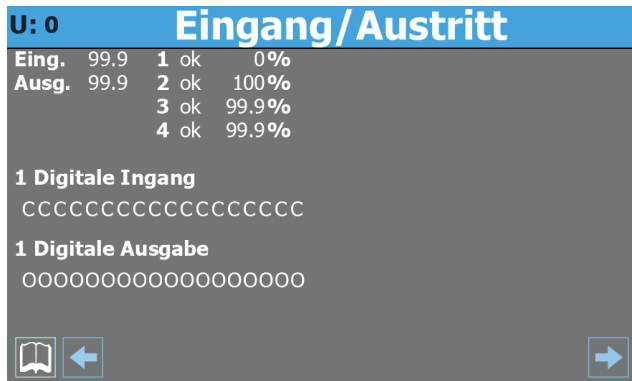 U: 0 Eingang/Austritt
Eing. 99.9 1 ok 0%
Ausg. 99.9 2 ok 100%
3 ok 99.9%
4 ok 99.9%
1 Digitale Ingang
CCCCCCCCCCCCCCCCCC
1 Digitale Ausgabe
OOOOOOOOOOOOOOOOOO